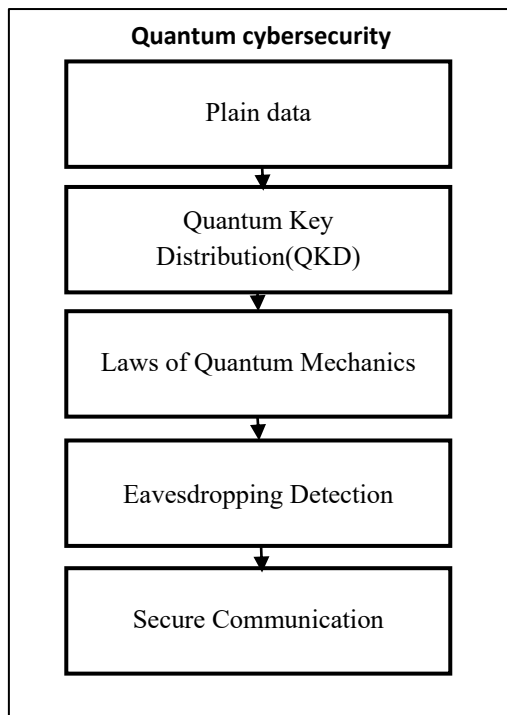 Quantum cybersecurity
Plain data
Quantum Key
Distribution(QKD)
Laws of Quantum Mechanics
Eavesdropping Detection
Secure Communication